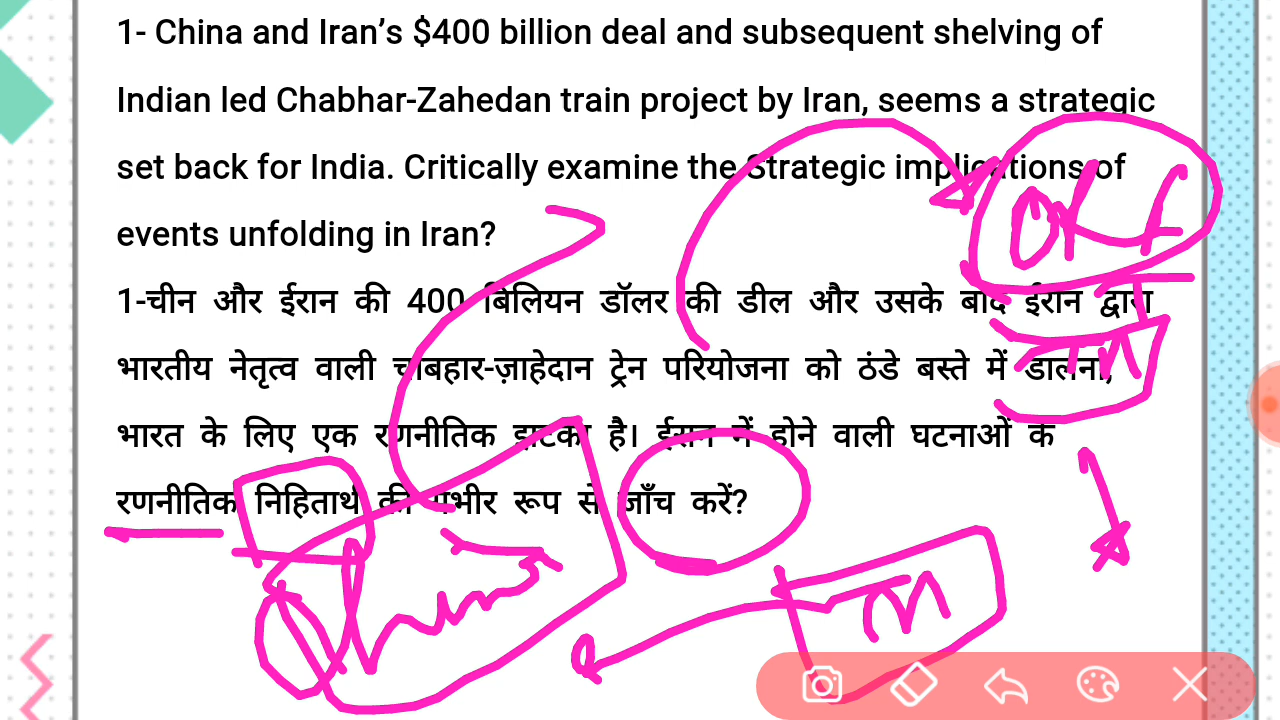 1- China and Iran’s $400 billion deal and subsequent shelving of
Indian led Chabhar-Zahedan train project by Iran, seems a strategic
set back for India. Critically examine the Strategic implications of
events unfolding in Iran?
1-चीन और ईरान की 400 बिलियन डॉलर की डील और उसके बाद ईरान द्वारा
भारतीय नेतृत्व वाली चाबहार-ज़ाहेदान ट्रेन परियोजना को ठंडे बस्ते में डालना,
भारत के लिए एक रणनीतिक झटका है। ईरान में होने वाली घटनाओं के
रणनीतिक निहितार्थ की गंभीर रूप से जाँच करें?